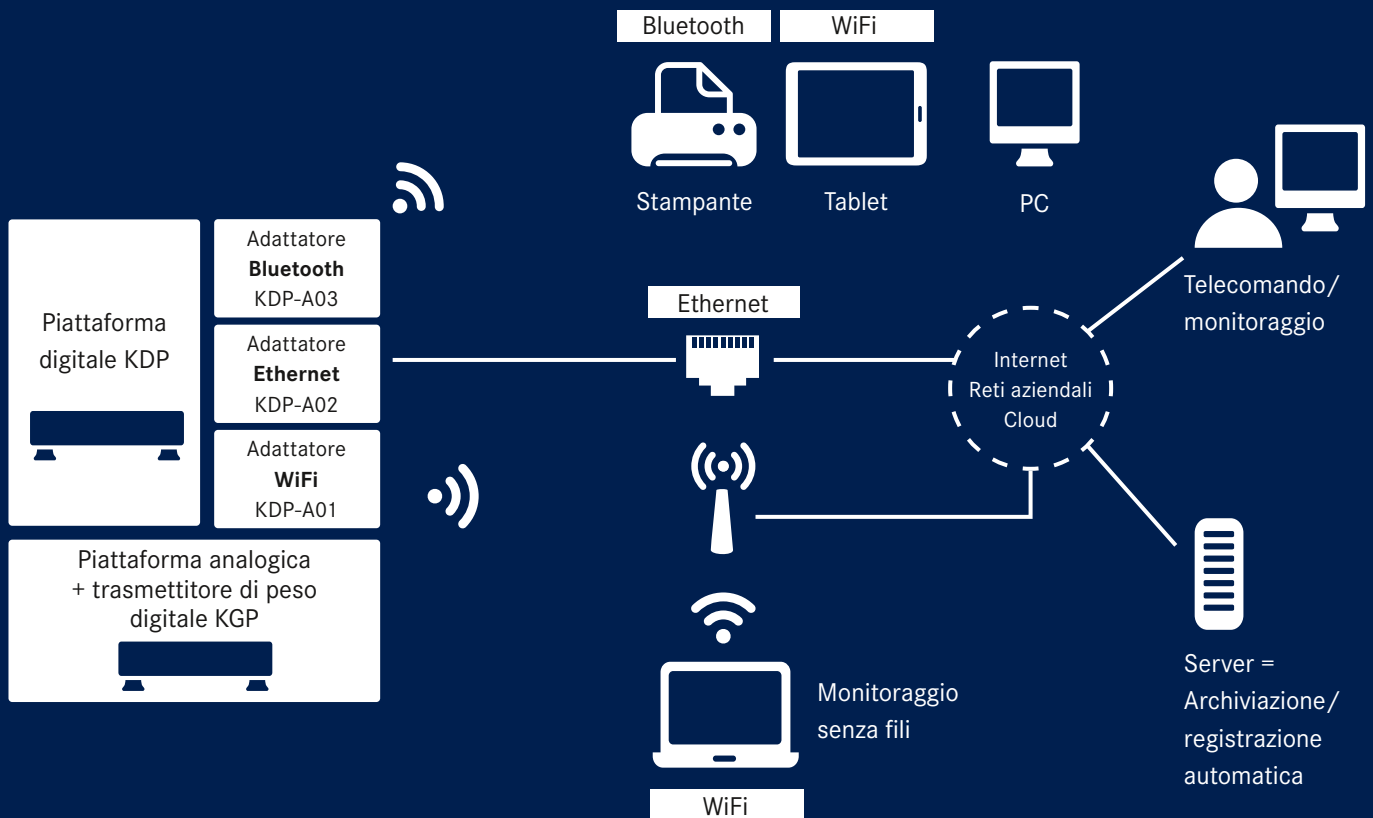 Bluetooth
WiFi
Stampante
Tablet
PC
Telecomando/
monitoraggio
Piattaforma
digitale KDP
Adattatore
Bluetooth
KDP-A03
Adattatore
Ethernet
KDP-A02
Adattatore
WiFi
KDP-A01
Ethernet
Internet
Reti aziendali
Cloud
Piattaforma analogica
+ trasmettitore di peso
digitale KGP
Monitoraggio
senza fili
WiFi
Server =
Archiviazione/
registrazione
automatica